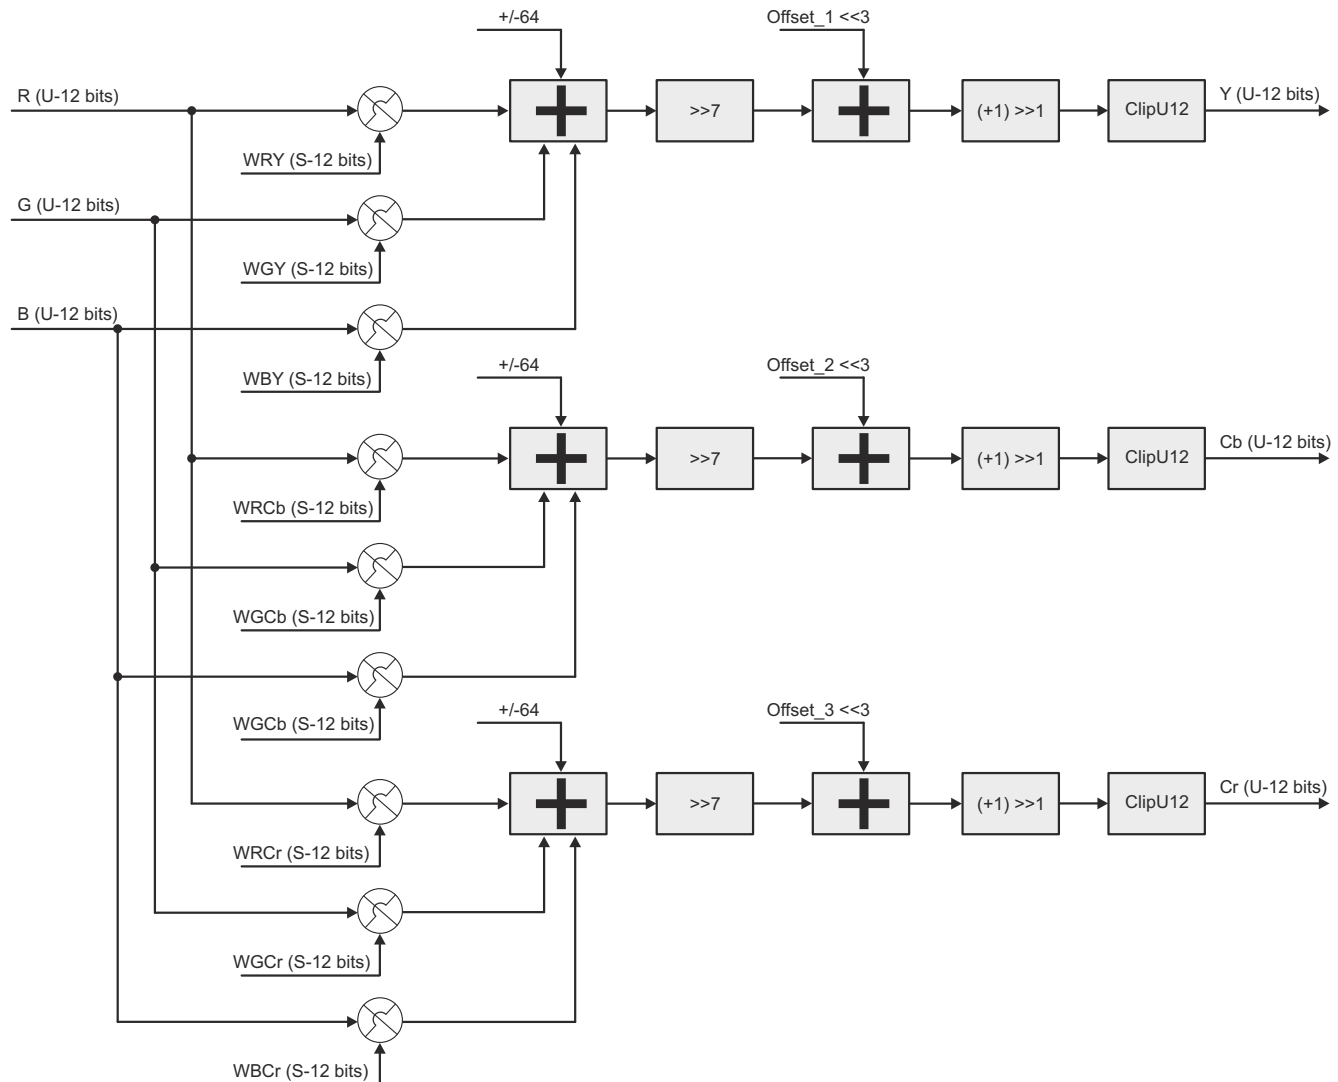 +/-64 Offset_1 <<3
R (U-12 bits) >>7 (+1) >>1 ClipU12 Y (U-12 bits)
WRY (S-12 bits)
G (U-12 bits)
WGY (S-12 bits)
B (U-12 bits)
+/-64 Offset_2 <<3
WBY (S-12 bits)
>>7 (+1) >>1 ClipU12 Cb (U-12 bits)
WRCb (S-12 bits)
WGCb (S-12 bits)
+/-64 Offset_3 <<3
WGCb (S-12 bits)
>>7 (+1) >>1 ClipU12 Cr (U-12 bits)
WRCr (S-12 bits)
WGCr (S-12 bits)
WBCr (S-12 bits)